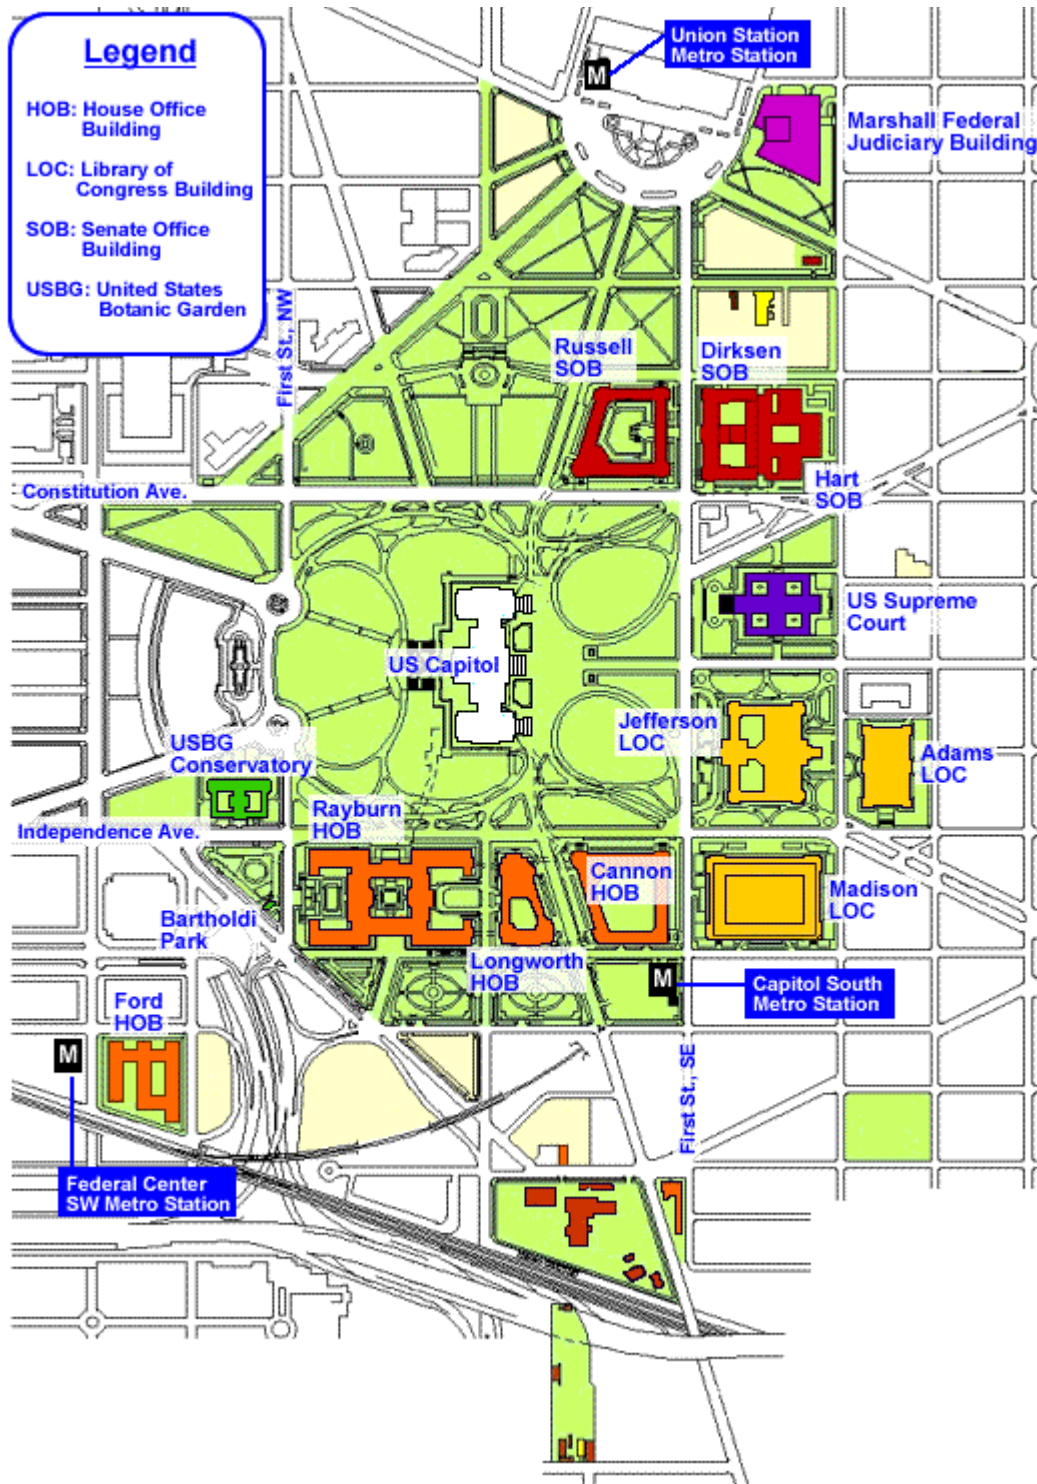 Legend
HOB: House Office
Building
LOC: Library of
Congress Building
SOB: Senate Office
Building
USBG: United States
Botanic Garden
Union Station
Metro Station
M
Marshall Federal
Judiciary Building
First St., NW
Russell
SOB
Dirksen
SOB
Hart
SOB
Constitution Ave.
US Supreme
Court
US Capitol
Jefferson
LOC
Adams
LOC
USBG
Conservatory
Rayburn
HOB
Independence Ave.
Cannon
HOB
Madison
LOC
Bartholdi
Park
Longworth
HOB
M
Capitol South
Metro Station
Ford
HOB
M
First St., SE
Federal Center
SW Metro Station